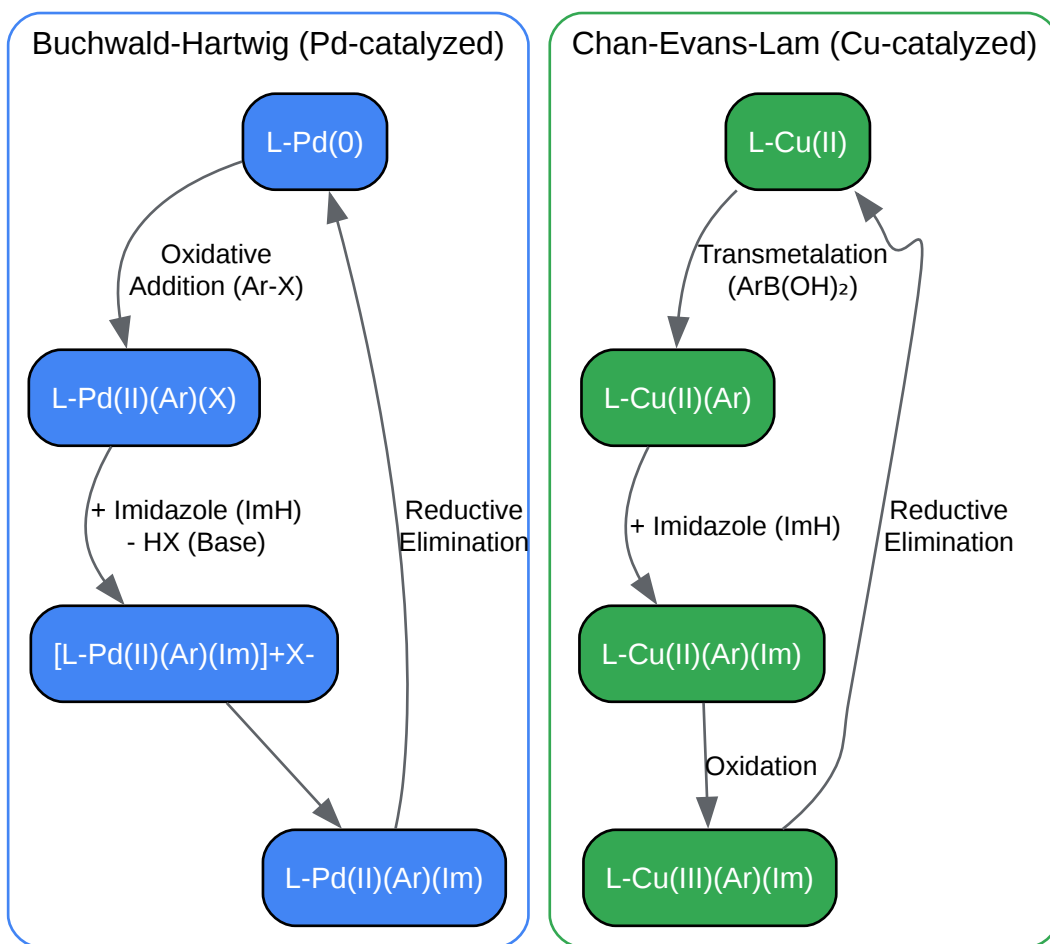 Buchwald-Hartwig (Pd-catalyzed)
L-Pd(0)
Oxidative
Addition (Ar-X)
L-Pd(II)(Ar)(X)
+ Imidazole (ImH)
- HX (Base)
Reductive
Elimination
[L-Pd(II)(Ar)(Im)]+X-
L-Pd(II)(Ar)(Im)
Chan-Evans-Lam (Cu-catalyzed)
L-Cu(II)
Transmetalation
(ArB(OH)₂)
L-Cu(II)(Ar)
+ Imidazole (ImH)
Reductive
Elimination
L-Cu(II)(Ar)(Im)
Oxidation
L-Cu(III)(Ar)(Im)